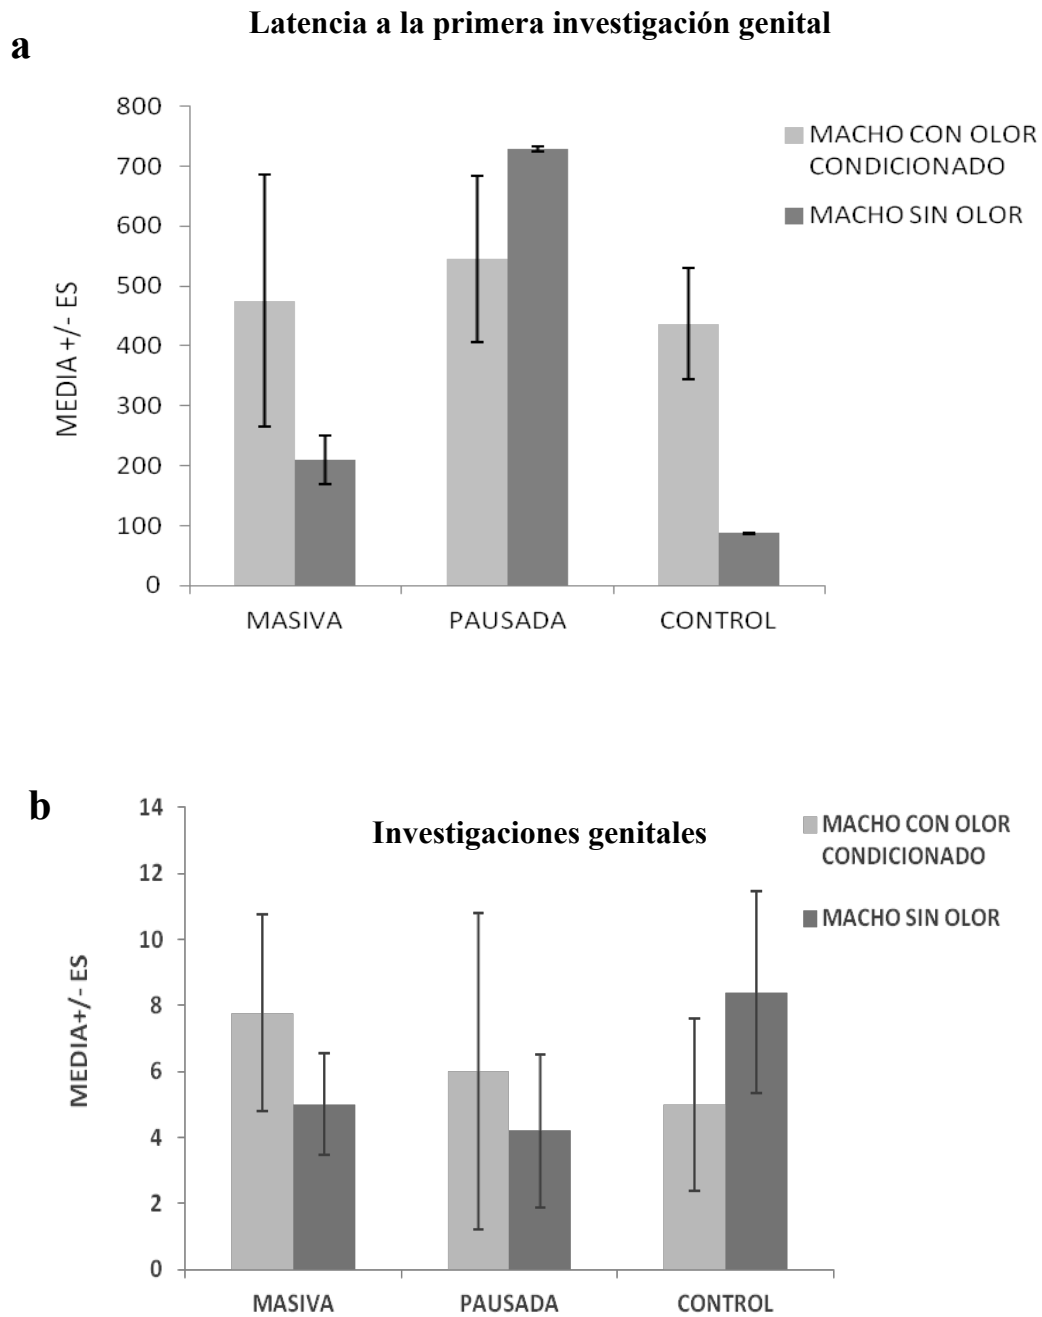 Latencia a la primera investigación genital
a
800
700
600
500
400
300
200
100
0
MEDIA +/- ES
MASIVA
PAUSADA
CONTROL
MACHO CON OLOR
CONDICIONADO
MACHO SIN OLOR
b
Investigaciones genitales
14
12
10
8
6
4
2
0
MEDIA+/- ES
MASIVA
PAUSADA
CONTROL
MACHO CON OLOR
CONDICIONADO
MACHO SIN OLOR